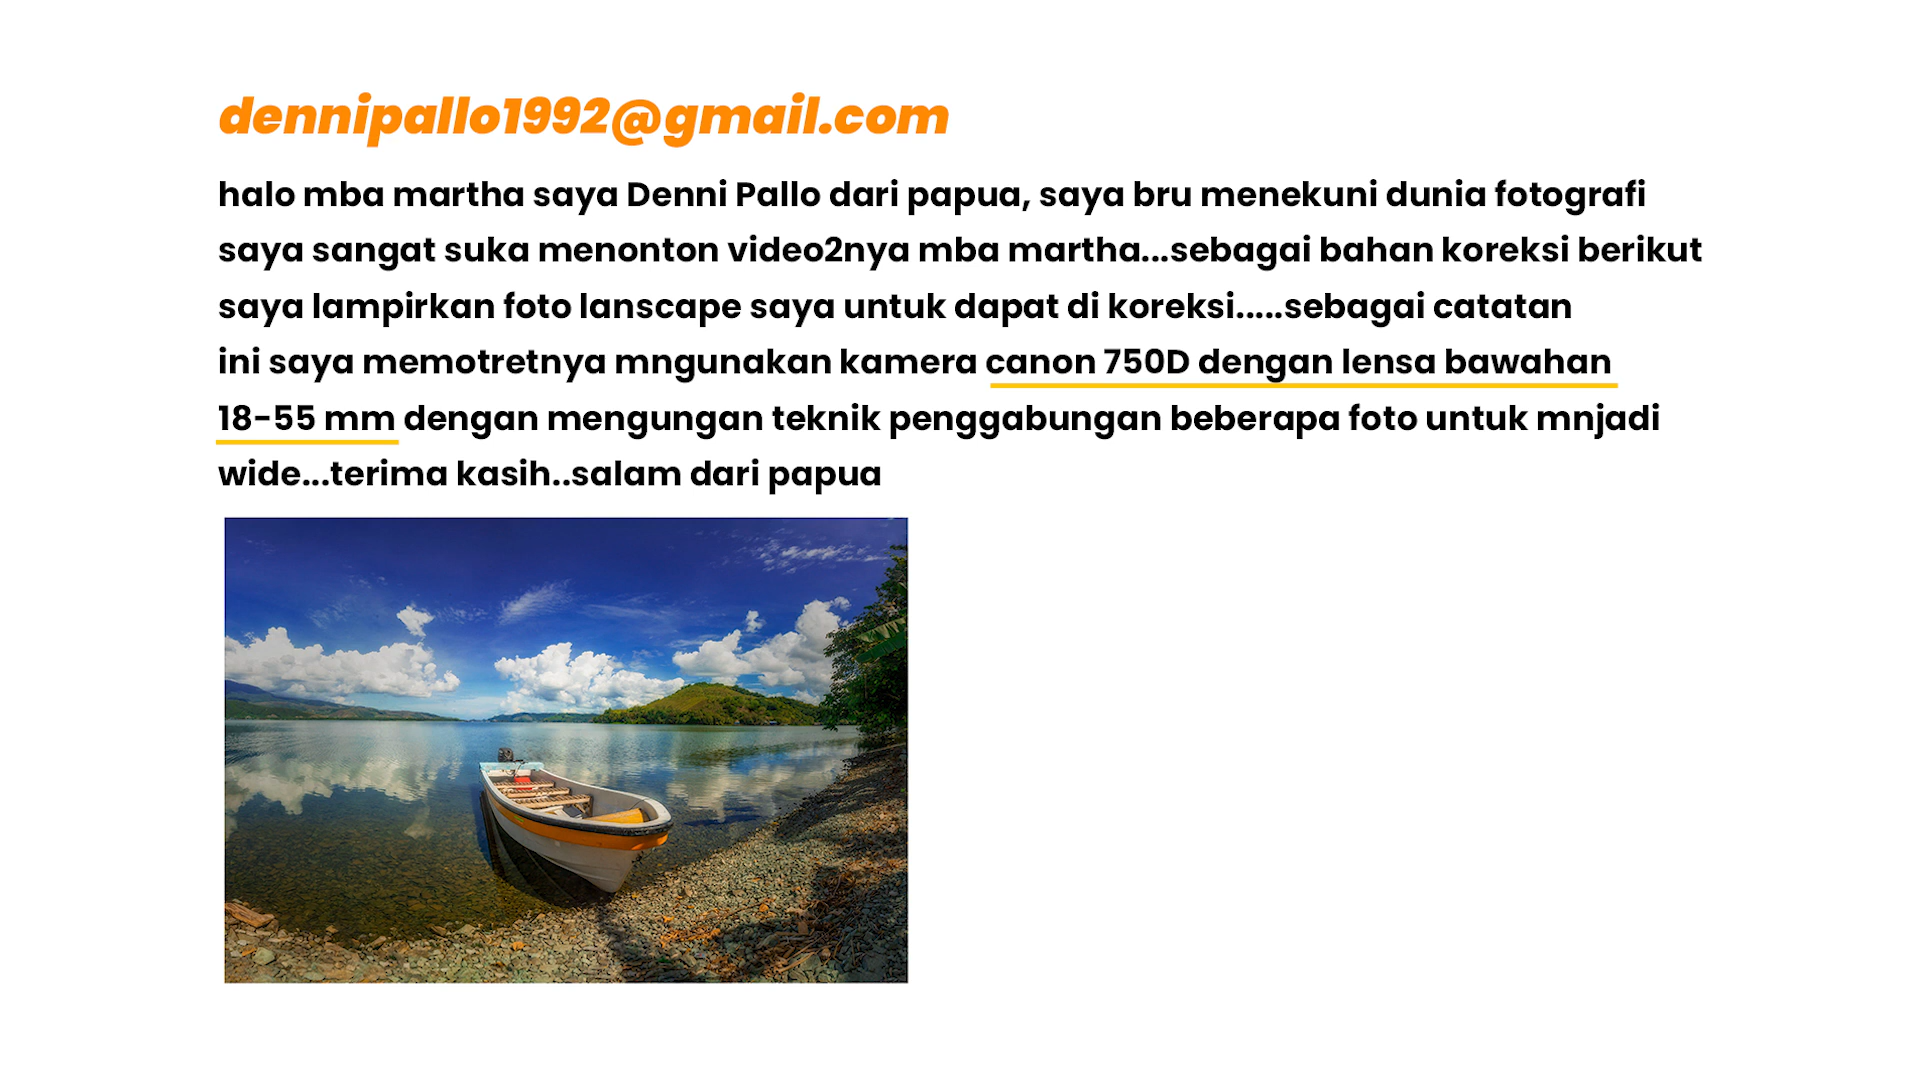 dennipallo1992@gmail.com
halo mba martha saya Denni Pallo dari papua, saya bru menekuni dunia fotografi
saya sangat suka menonton video2nya mba martha...sebagai bahan koreksi berikut
saya lampirkan foto lanscape saya untuk dapat di koreksi.....sebagai catatan
ini saya memotretnya mngunakan kamera canon 750D dengan lensa bawahan
18-55 mm dengan mengungan teknik penggabungan beberapa foto untuk mnjadi
wide...terima kasih..salam dari papua